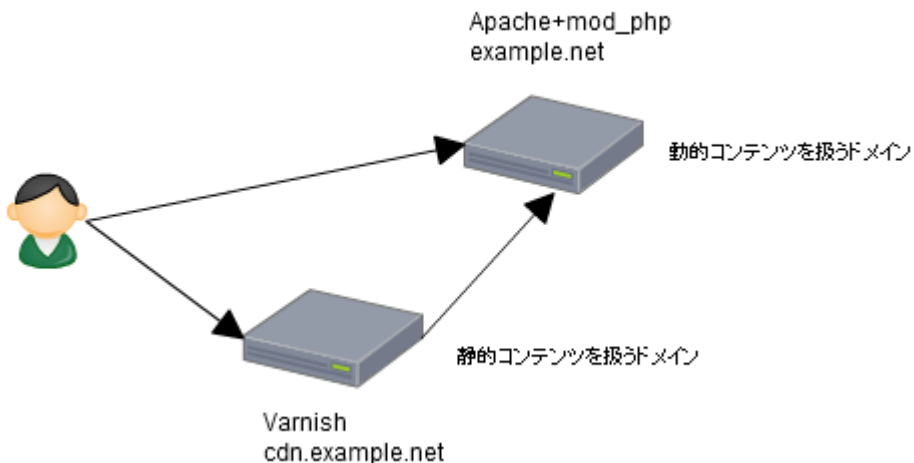 Apache+mod_php
example.net
動的コンテンツを扱うドメイン
静的コンテンツを扱うドメイン
Varnish
cdn.example.net